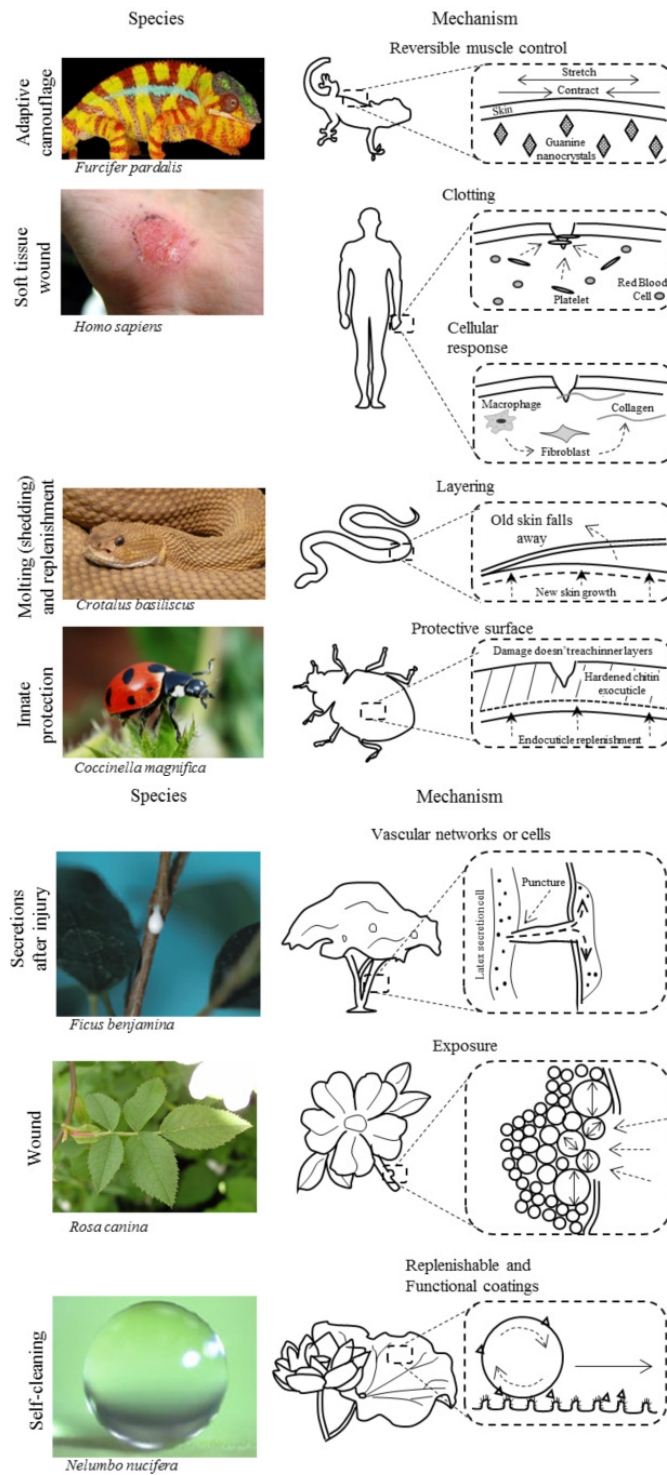 Species
Mechanism
Adaptive
camouflage
Furcifer pardalis
Reversible muscle control
Stretch
Contract
Skin
Guanine
nanocrystals
Soft tissue
wound
Homo sapiens
Clotting
Red Blood
Cell
Platelet
Cellular
response
Macrophage
Collagen
Fibroblast
Molting (shedding)
and replenishment
Crotalus basiliscus
Layering
Old skin falls
away
New skin growth
Innate
protection
Coccinella magnifica
Protective surface
Damage doesn'treachinner layers
Hardened chitin
exocuticle
Endocuticle replenishment
Species
Mechanism
Secretions
after injury
Ficus benjamina
Vascular networks or cells
Latex secretion cell
Puncture
Wound
Rosa canina
Exposure
Self-cleaning
Nelumbo nucifera
Replenishable and
Functional coatings